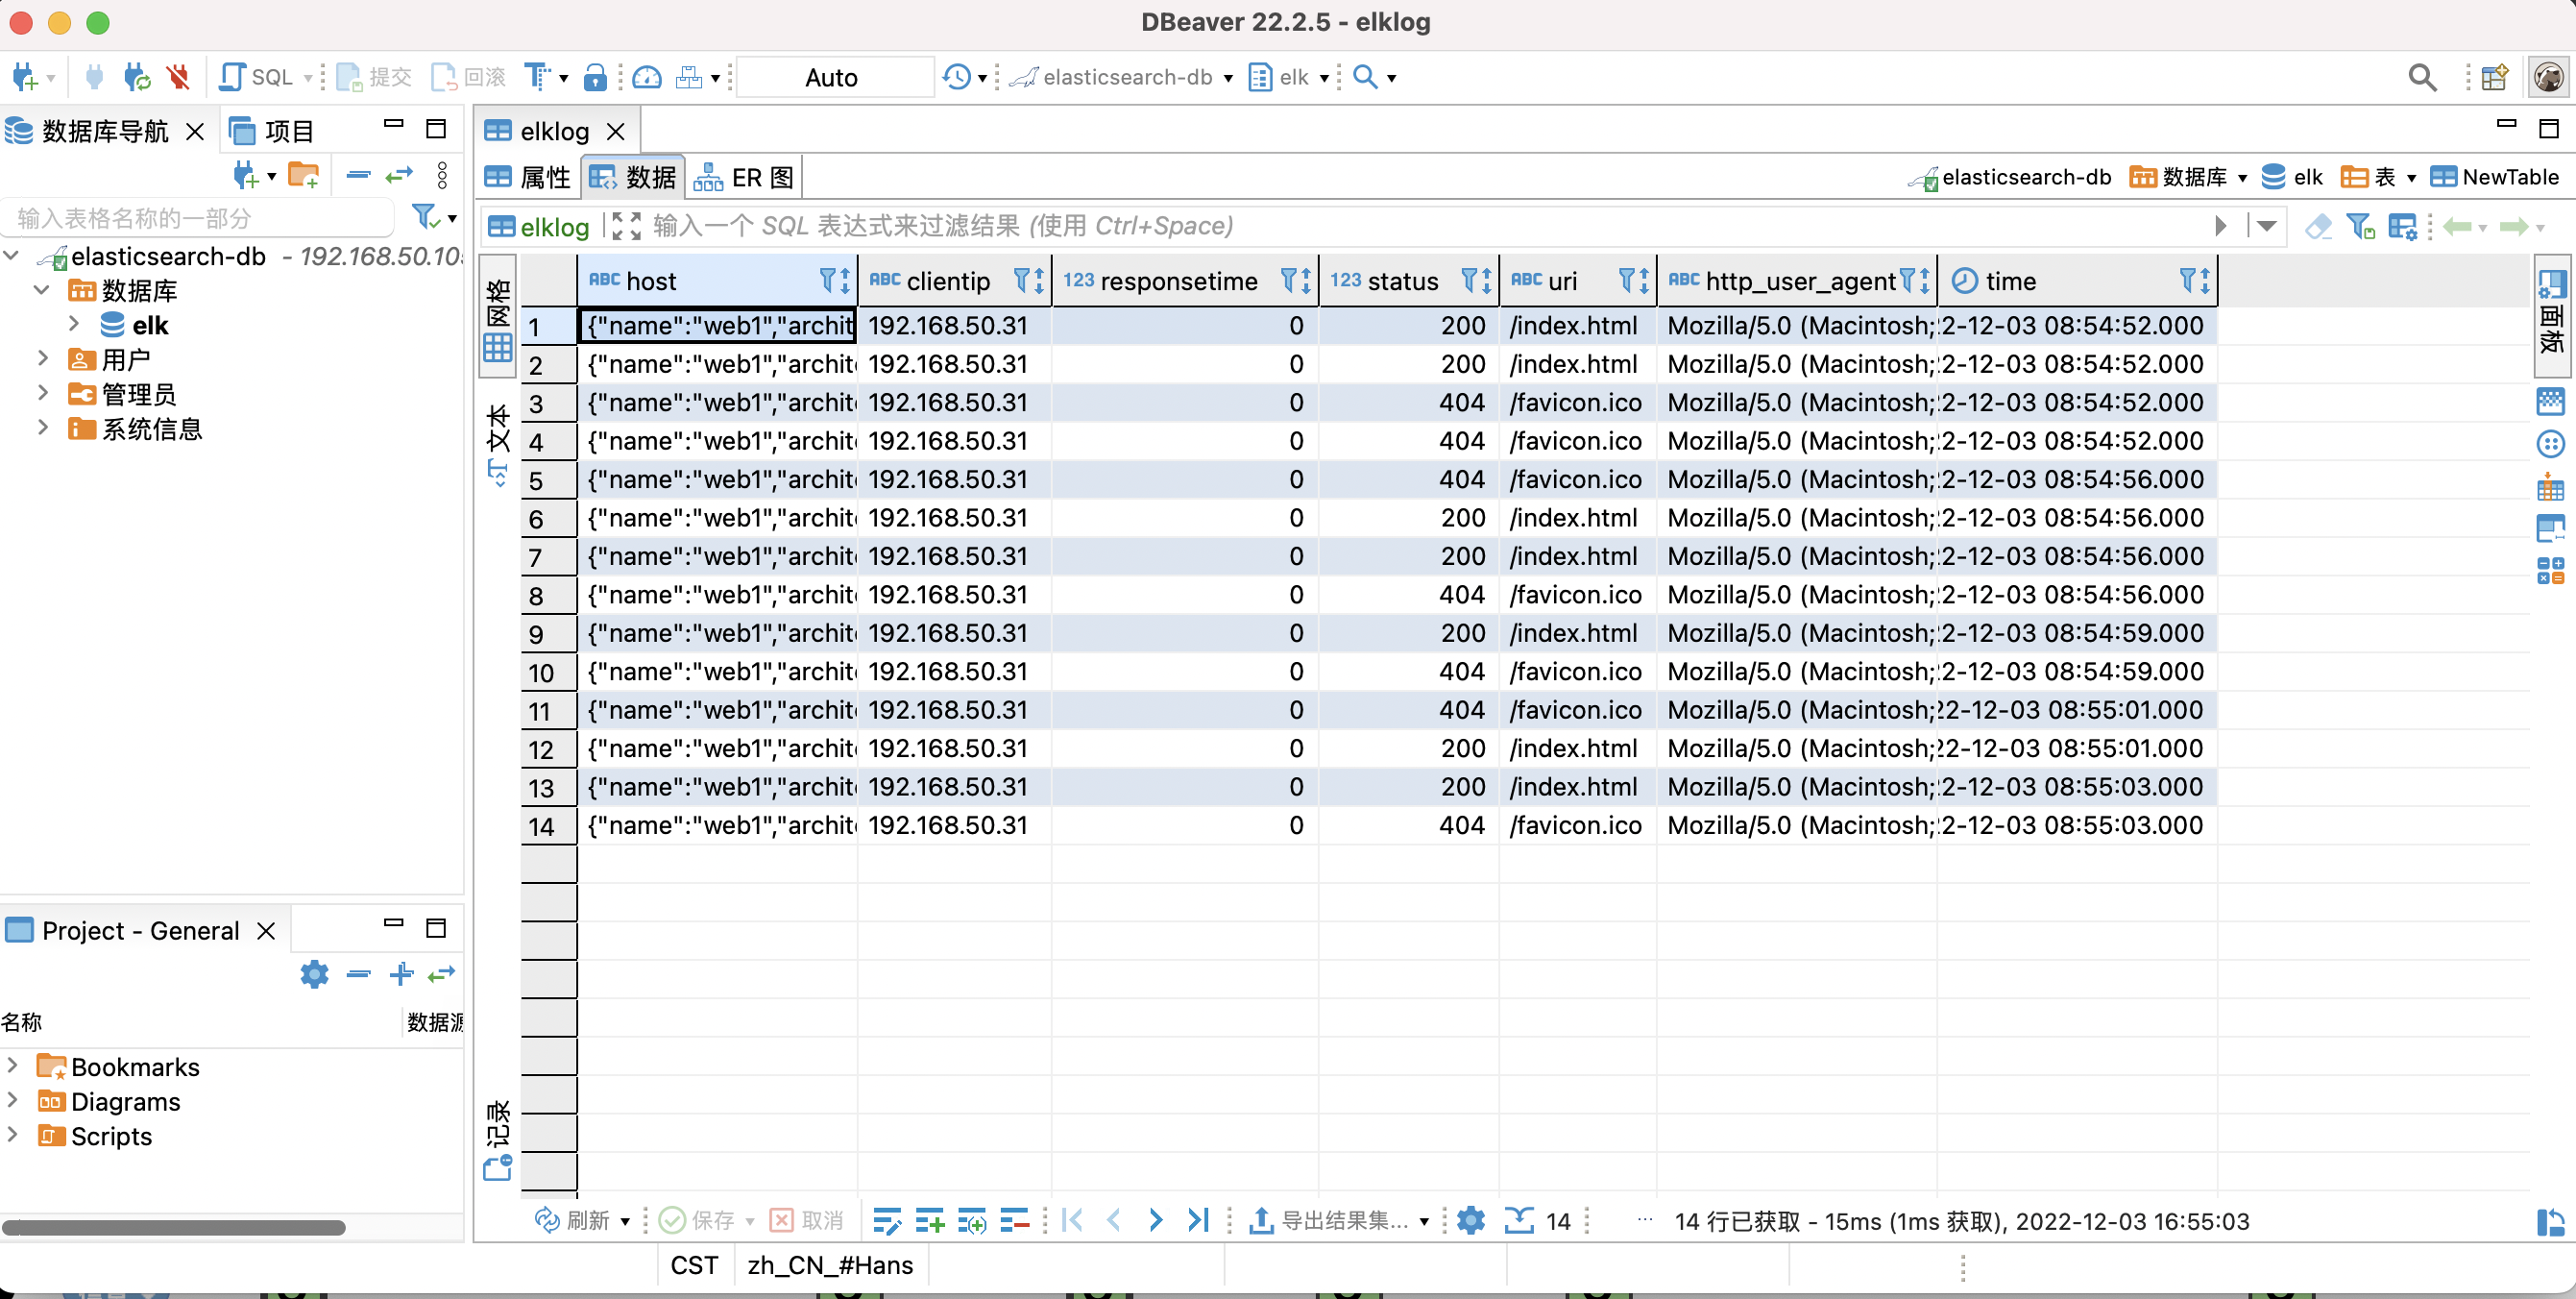 DBeaver 22.2.5 - elklog
SQL 提交 回滚 Auto elasticsearch-db elk
数据库导航 项目
输入表格名称的一部分
elasticsearch-db - 192.168.50.10
数据库
elk
用户
管理员
系统信息
Project - General
名称 数据源
Bookmarks
Diagrams
Scripts
elklog
属性 数据 ER 图 elasticsearch-db 数据库 elk 表 NewTable
elklog 输入一个 SQL 表达式来过滤结果 (使用 Ctrl+Space)
网格
文本
记录
ABC host ABC clientip 123 responsetime 123 status ABC uri ABC http_user_agent time
1 {"name":"web1","archit 192.168.50.31 0 200 /index.html Mozilla/5.0 (Macintosh; 2-12-03 08:54:52.000
2 {"name":"web1","archit 192.168.50.31 0 200 /index.html Mozilla/5.0 (Macintosh; 2-12-03 08:54:52.000
3 {"name":"web1","archit 192.168.50.31 0 404 /favicon.ico Mozilla/5.0 (Macintosh; 2-12-03 08:54:52.000
4 {"name":"web1","archit 192.168.50.31 0 404 /favicon.ico Mozilla/5.0 (Macintosh; 2-12-03 08:54:52.000
5 {"name":"web1","archit 192.168.50.31 0 404 /favicon.ico Mozilla/5.0 (Macintosh; 2-12-03 08:54:56.000
6 {"name":"web1","archit 192.168.50.31 0 200 /index.html Mozilla/5.0 (Macintosh; 2-12-03 08:54:56.000
7 {"name":"web1","archit 192.168.50.31 0 200 /index.html Mozilla/5.0 (Macintosh; 2-12-03 08:54:56.000
8 {"name":"web1","archit 192.168.50.31 0 404 /favicon.ico Mozilla/5.0 (Macintosh; 2-12-03 08:54:56.000
9 {"name":"web1","archit 192.168.50.31 0 200 /index.html Mozilla/5.0 (Macintosh; 2-12-03 08:54:59.000
10 {"name":"web1","archit 192.168.50.31 0 404 /favicon.ico Mozilla/5.0 (Macintosh; 2-12-03 08:54:59.000
11 {"name":"web1","archit 192.168.50.31 0 404 /favicon.ico Mozilla/5.0 (Macintosh; 22-12-03 08:55:01.000
12 {"name":"web1","archit 192.168.50.31 0 200 /index.html Mozilla/5.0 (Macintosh; 22-12-03 08:55:01.000
13 {"name":"web1","archit 192.168.50.31 0 200 /index.html Mozilla/5.0 (Macintosh; 2-12-03 08:55:03.000
14 {"name":"web1","archit 192.168.50.31 0 404 /favicon.ico Mozilla/5.0 (Macintosh; 2-12-03 08:55:03.000
面板
刷新 保存 取消 导出结果集... 14 ... 14 行已获取 - 15ms (1ms 获取), 2022-12-03 16:55:03
CST zh_CN_#Hans